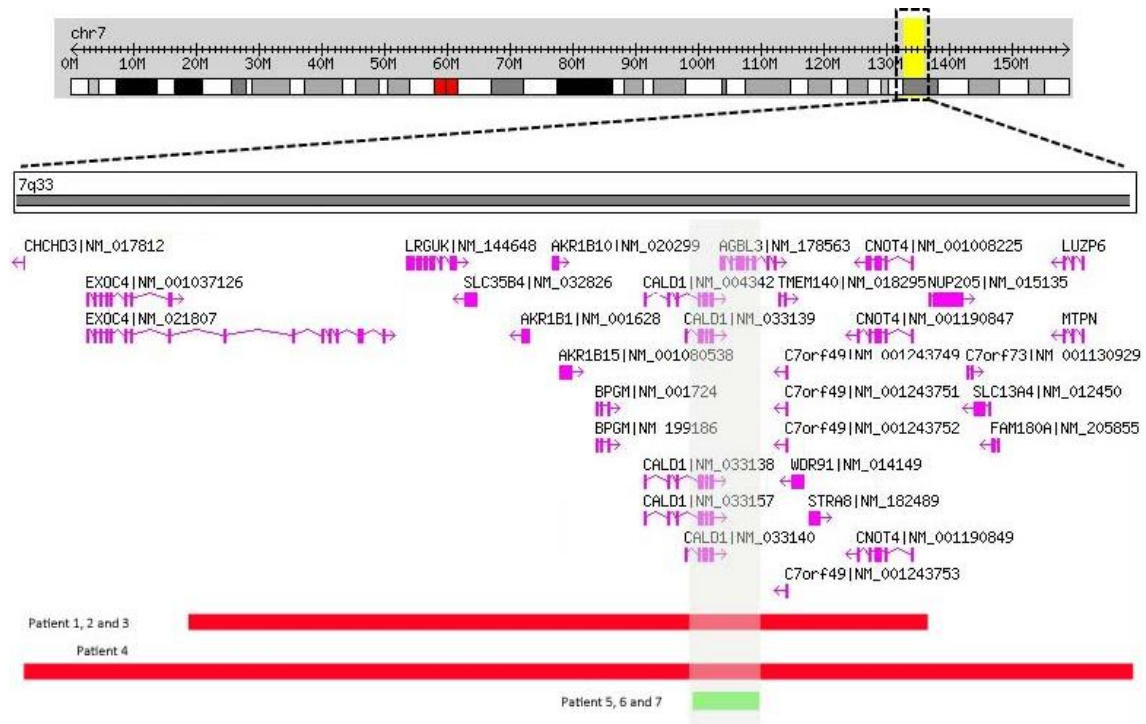 chr7
0M 10M 20M 30M 40M 50M 60M 70M 80M 90M 100M 110M 120M 130M 140M 150M
7q33
CHCHD3|NM_017812 LRGUK|NM_144648 AKR1B10|NM_020299 AGBL3|NM_178563 CNOT4|NM_001008225 LUZP6
EXOC4|NM_001037126 SLC35B4|NM_032826 CALD1|NM_004342 TMEM140|NM_018295 NUP205|NM_015135
EXOC4|NM_021807 AKR1B1|NM_001628 CALD1|NM_033139 CNOT4|NM_001190847 MTPN
AKR1B15|NM_001080538 C7orf49|NM_001243749 C7orf73|NM_001130929
BPGM|NM_001724 C7orf49|NM_001243751 SLC13A4|NM_012450
BPGM|NM_199186 C7orf49|NM_001243752 FAM180A|NM_205855
CALD1|NM_033138 WDR91|NM_014149
CALD1|NM_033157 STRA8|NM_182489
CALD1|NM_033140 CNOT4|NM_001190849
C7orf49|NM_001243753
Patient 1, 2 and 3
Patient 4
Patient 5, 6 and 7